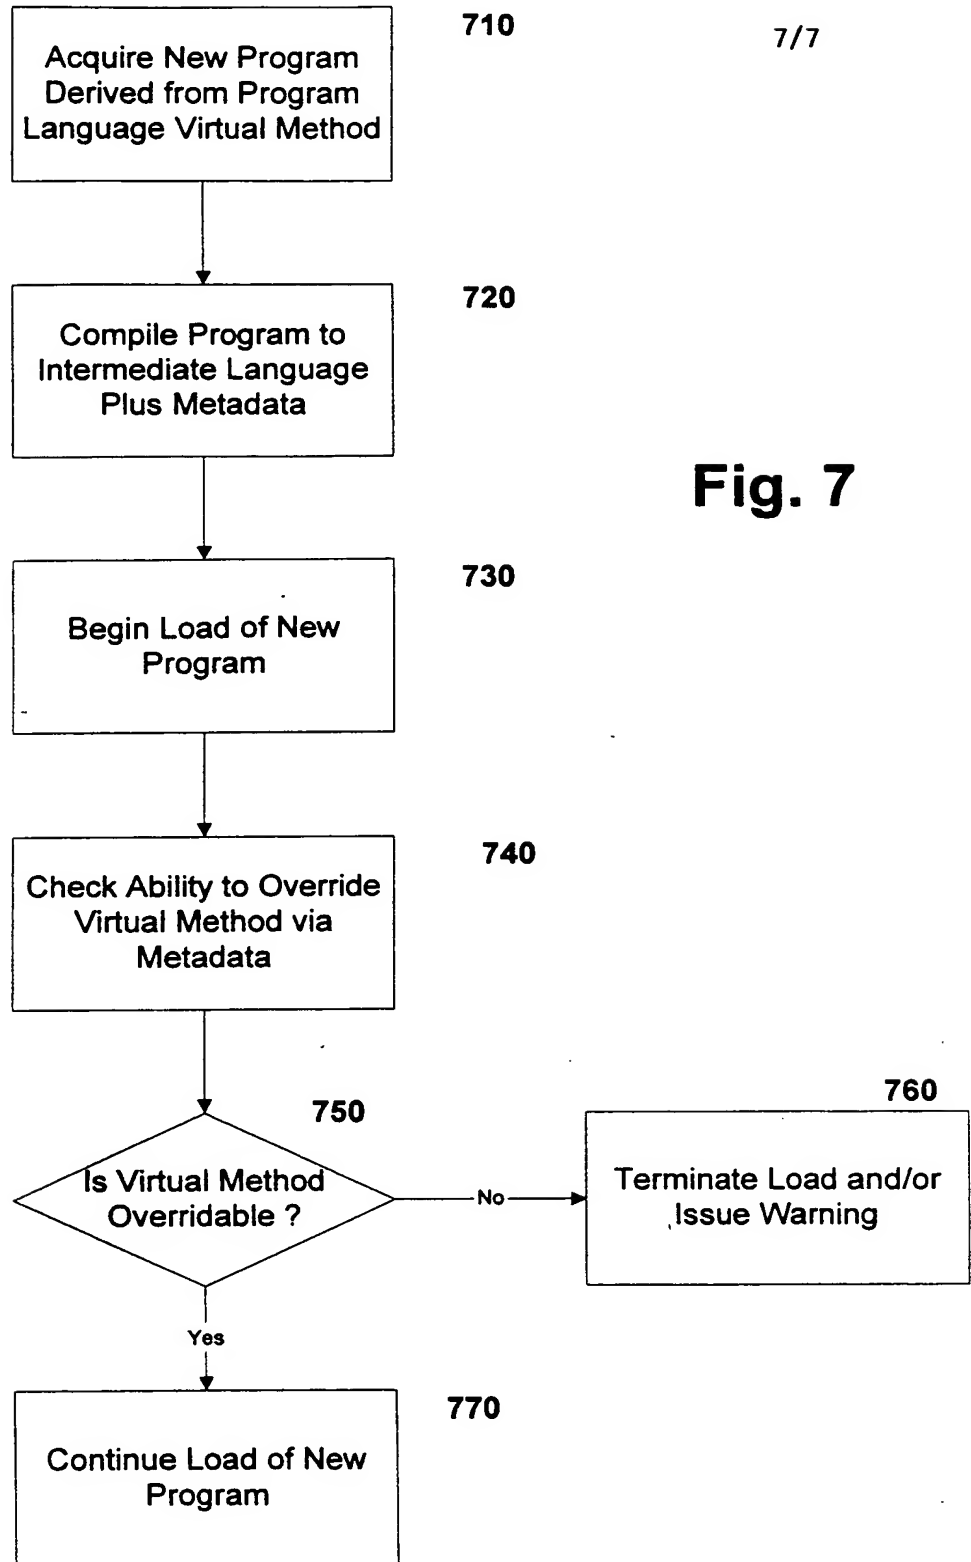 710
7/7
Acquire New Program
Derived from Program
Language Virtual Method
720
Compile Program to
Intermediate Language
Plus Metadata
Fig. 7
730
Begin Load of New
Program
740
Check Ability to Override
Virtual Method via
Metadata
750
Is Virtual Method
Overridable ?
No
760
Terminate Load and/or
Issue Warning
Yes
770
Continue Load of New
Program